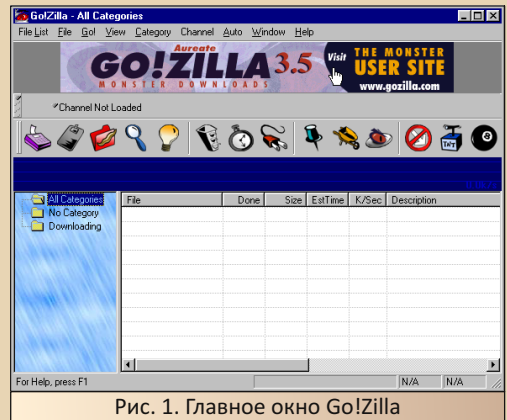 Go!Zilla - All Categories
File List File Go! View Category Channel Auto Window Help
Aureate
GO!ZILLA 3.5
MONSTER DOWNLOADS
Visit THE MONSTER
USER SITE
www.gozilla.com
Channel Not Loaded
TNT 8
All Categories
No Category
Downloading
File Done Size EstTime K/Sec Description
For Help, press F1 N/A N/A
Рис. 1. Главное окно Go!Zilla